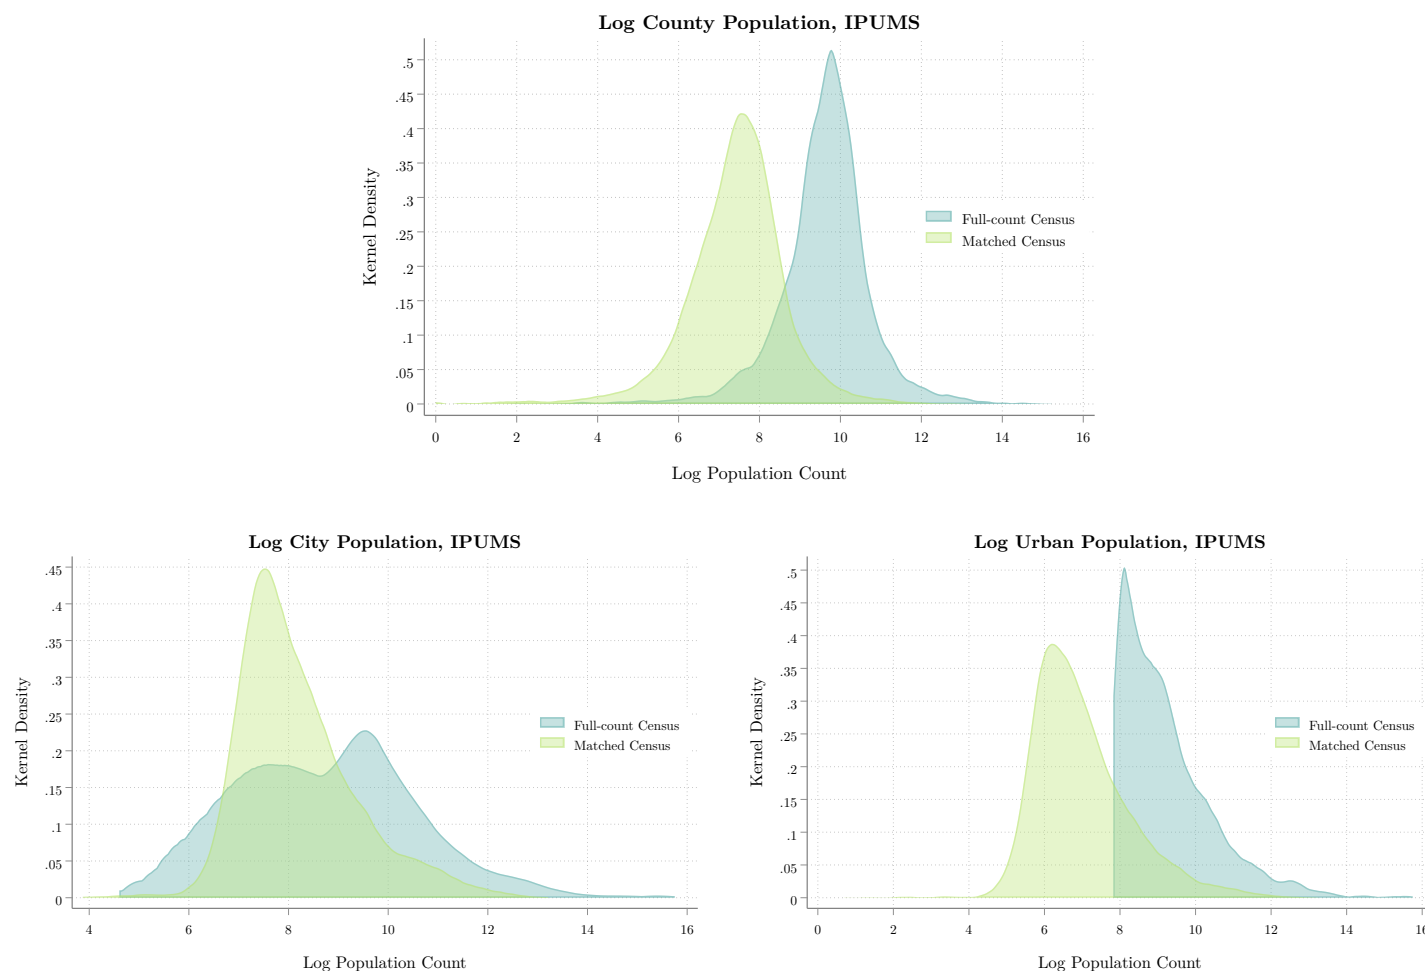 Log County Population, IPUMS
Kernel Density
.5
.45
.4
.35
.3
.25
.2
.15
.1
.05
0
Full-count Census
Matched Census
0 2 4 6 8 10 12 14 16
Log Population Count
Log City Population, IPUMS
Kernel Density
.45
.4
.35
.3
.25
.2
.15
.1
.05
0
Full-count Census
Matched Census
4 6 8 10 12 14 16
Log Population Count
Log Urban Population, IPUMS
Kernel Density
.5
.45
.4
.35
.3
.25
.2
.15
.1
.05
0
Full-count Census
Matched Census
0 2 4 6 8 10 12 14 16
Log Population Count